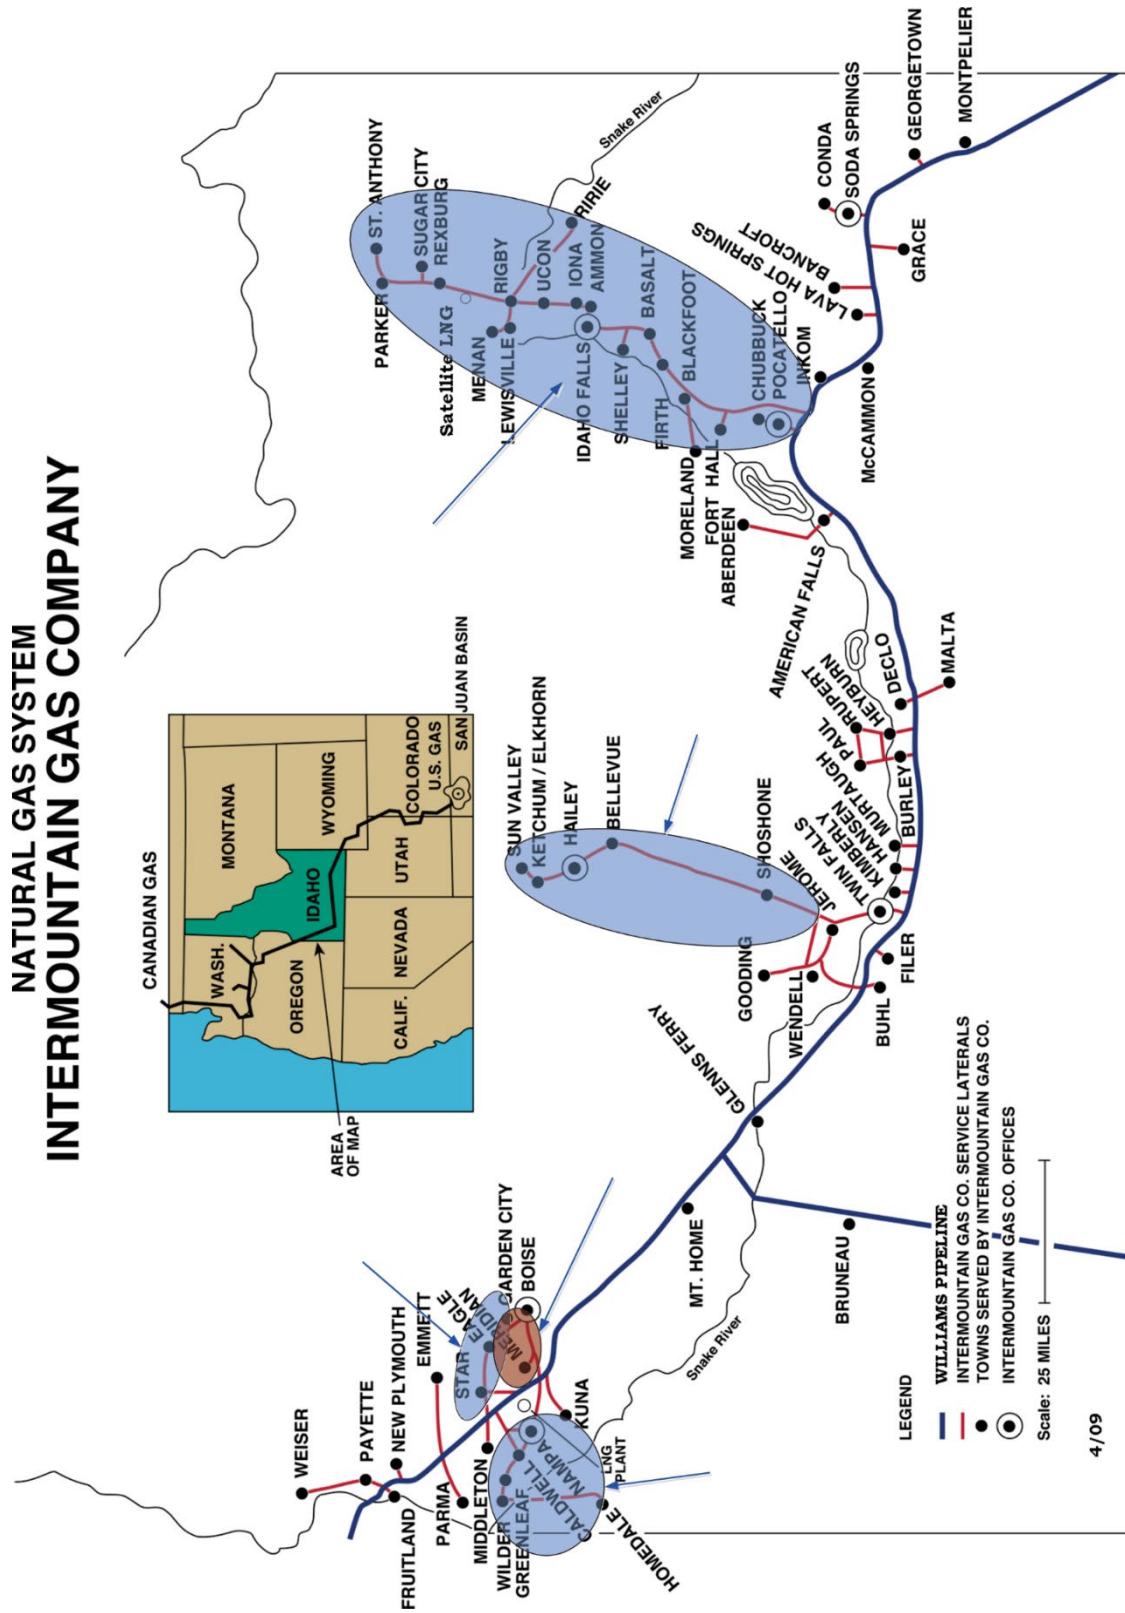 NATURAL GAS SYSTEM
INTERMOUNTAIN GAS COMPANY
CANADIAN GAS
WASH.
MONTANA
OREGON
IDAHO
WYOMING
CALIF.
NEVADA
UTAH
COLORADO
U.S. GAS
SAN JUAN BASIN
AREA
OF MAP
WEISER
PAYETTE
NEW PLYMOUTH
FRUITLAND
EMMETT
PARMA
MIDDLETON
WILDER
GREENLEAF
CALDWELL
NAMPA
HOMEDALE
LNG
PLANT
KUNA
STAR
EAGLE
MERIDIAN
GARDEN CITY
BOISE
MT. HOME
Snake River
BRUNEAU
GLENNS FERRY
SUN VALLEY
KETCHUM / ELKHORN
HAILEY
BELLEVUE
SHOSHONE
GOODING
WENDELL
JEROME
BUHL
FILER
TWIN FALLS
KIMBERLY
HANSEN
MURTAUGH
BURLEY
PAUL
RUPERT
HEYBURN
DECLO
MALTA
AMERICAN FALLS
ABERDEEN
FORT HALL
MORELAND
PARKER
ST. ANTHONY
SUGAR CITY
REXBURG
Satellite LNG
MENAN
LEWISVILLE
RIGBY
RIRIE
UCON
IONA
AMMON
IDAHO FALLS
SHELLEY
BASALT
FIRTH
BLACKFOOT
CHUBBUCK
POCATELLO
INKOM
McCAMMON
Snake River
LAVA HOT SPRINGS
BANCROFT
CONDA
SODA SPRINGS
GRACE
GEORGETOWN
MONTPELIER
LEGEND
WILLIAMS PIPELINE
INTERMOUNTAIN GAS CO. SERVICE LATERALS
TOWNS SERVED BY INTERMOUNTAIN GAS CO.
INTERMOUNTAIN GAS CO. OFFICES
Scale: 25 MILES
4/09